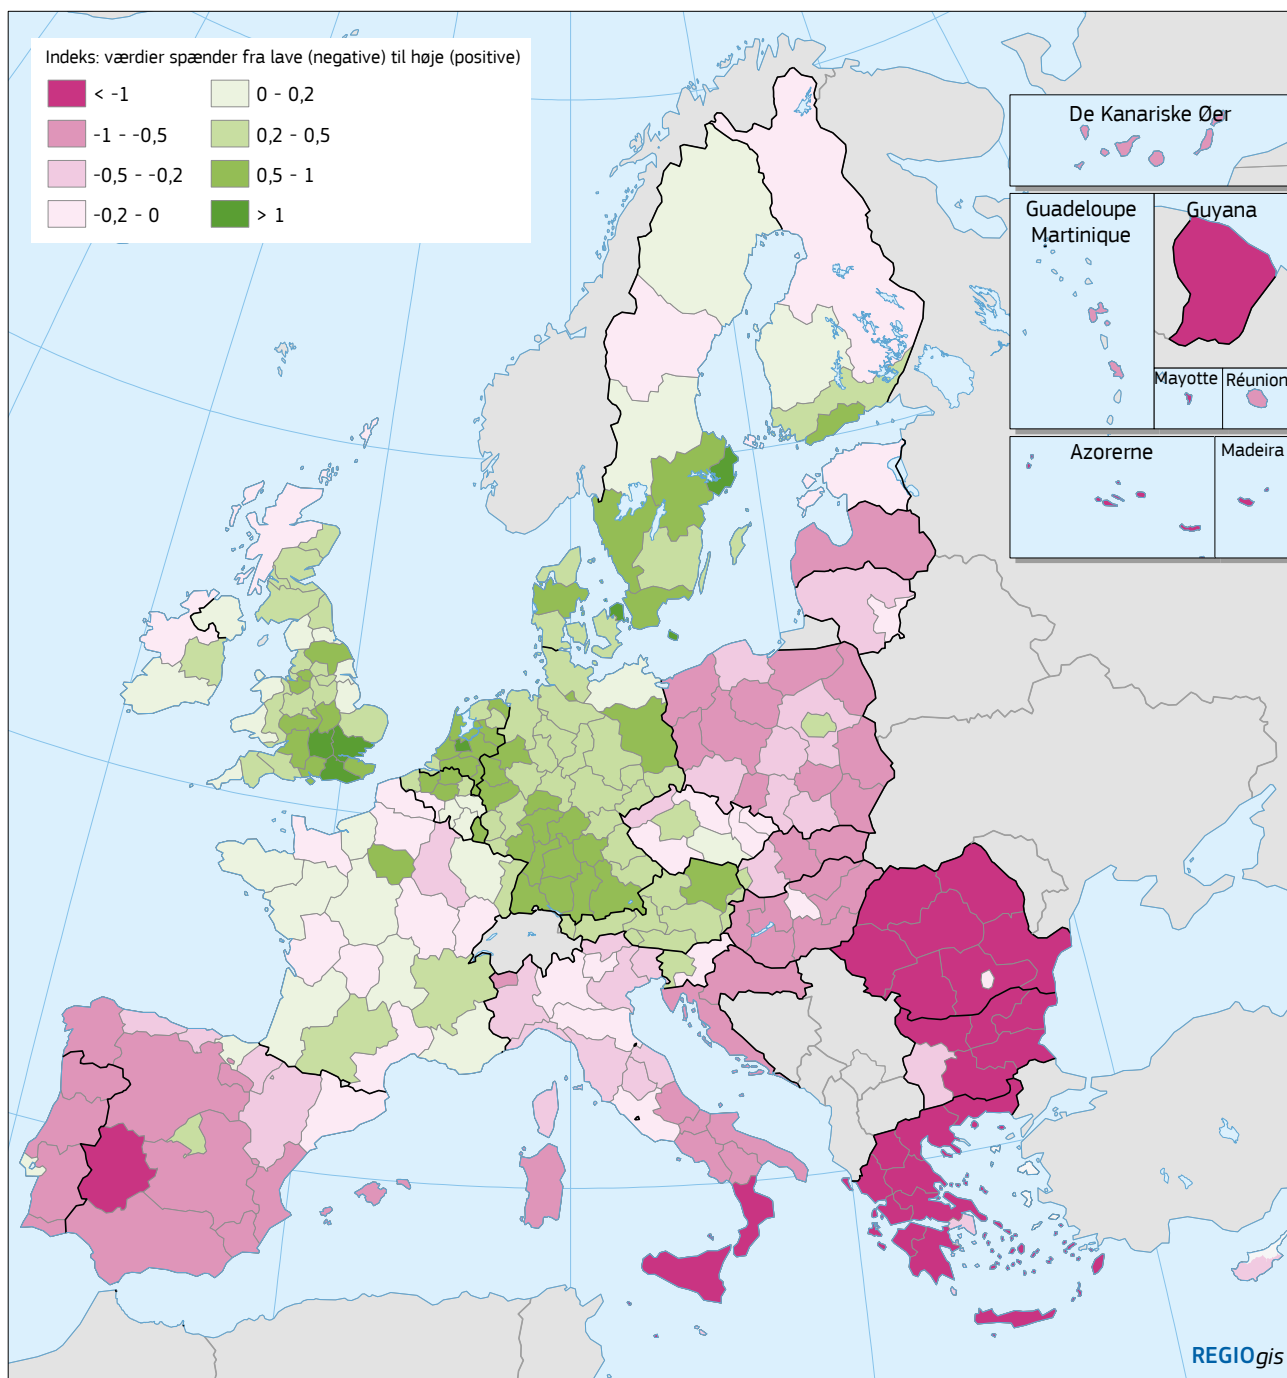 Indeks: værdier spænder fra lave (negative) til høje (positive)
< -1
0 - 0,2
-1 - -0,5
0,2 - 0,5
-0,5 - -0,2
0,5 - 1
-0,2 - 0
> 1
De Kanariske Øer
Guadeloupe
Martinique
Guyana
Mayotte
Réunion
Azorerne
Madeira
REGIOgis